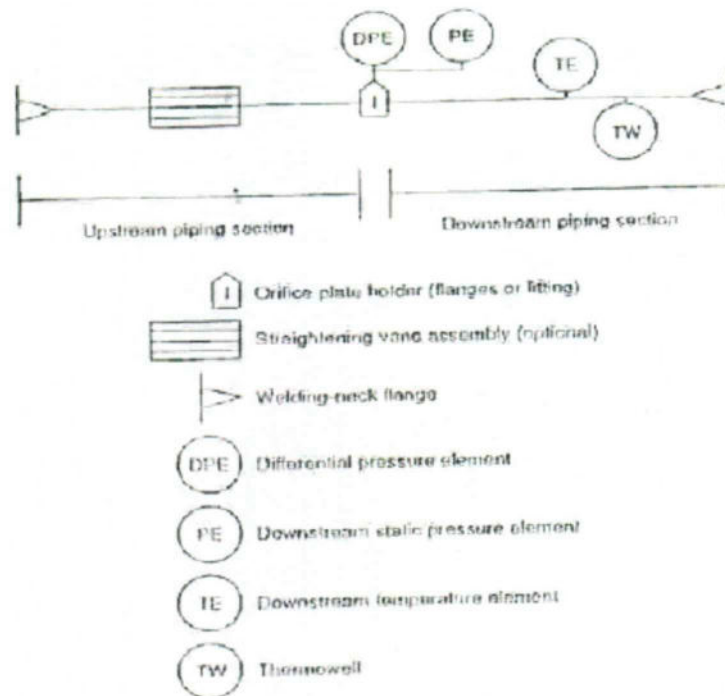 DPE PE
TE
TW
Upstream piping section Downstream piping section
Orifice plate holder (flanges or fitting)
Straightening vane assembly (optional)
Welding-neck flange
DPE Differential pressure element
PE Downstream static pressure element
TE Downstream temperature element
TW Thermowell